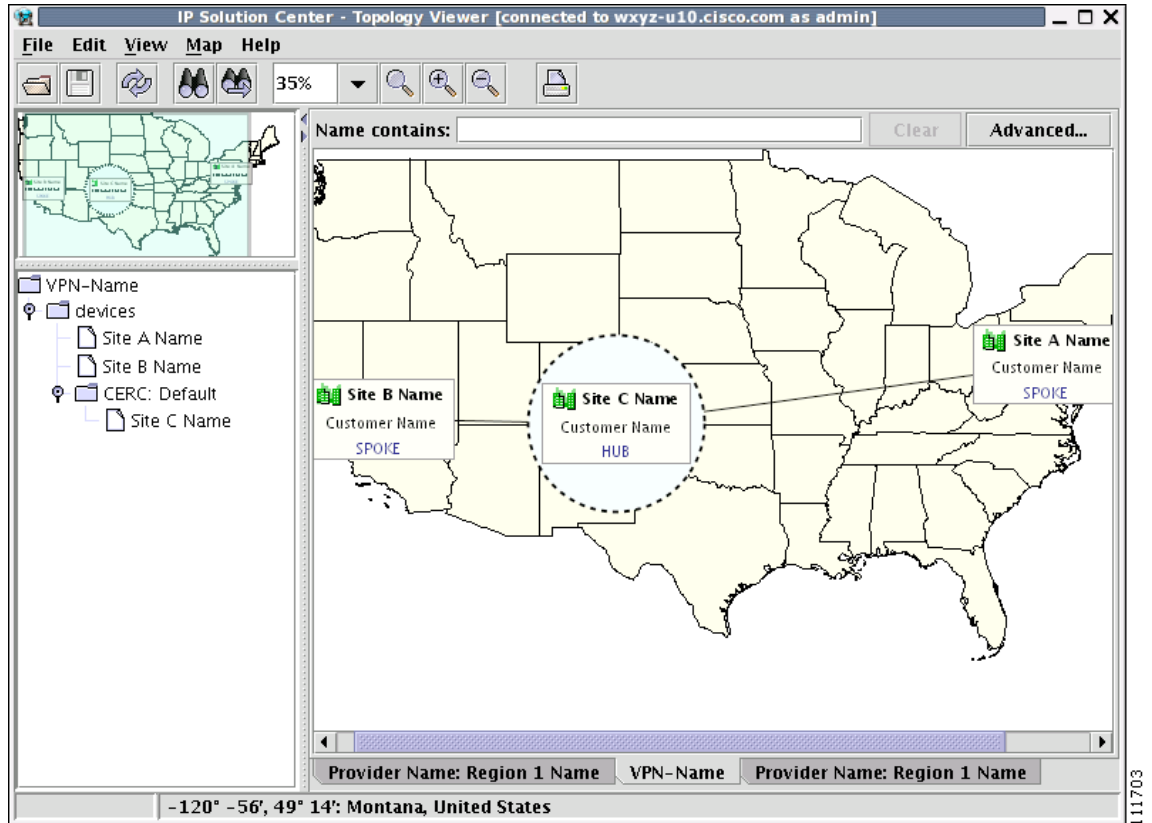 IP Solution Center - Topology Viewer [connected to wxyz-u10.cisco.com as admin]
File Edit View Map Help
35%
Name contains: Clear Advanced...
VPN-Name
devices
Site A Name
Site B Name
CERC: Default
Site C Name
Site A Name
Customer Name
SPOKE
Site B Name
Customer Name
SPOKE
Site C Name
Customer Name
HUB
Provider Name: Region 1 Name VPN-Name Provider Name: Region 1 Name
-120° -56', 49° 14': Montana, United States
111703